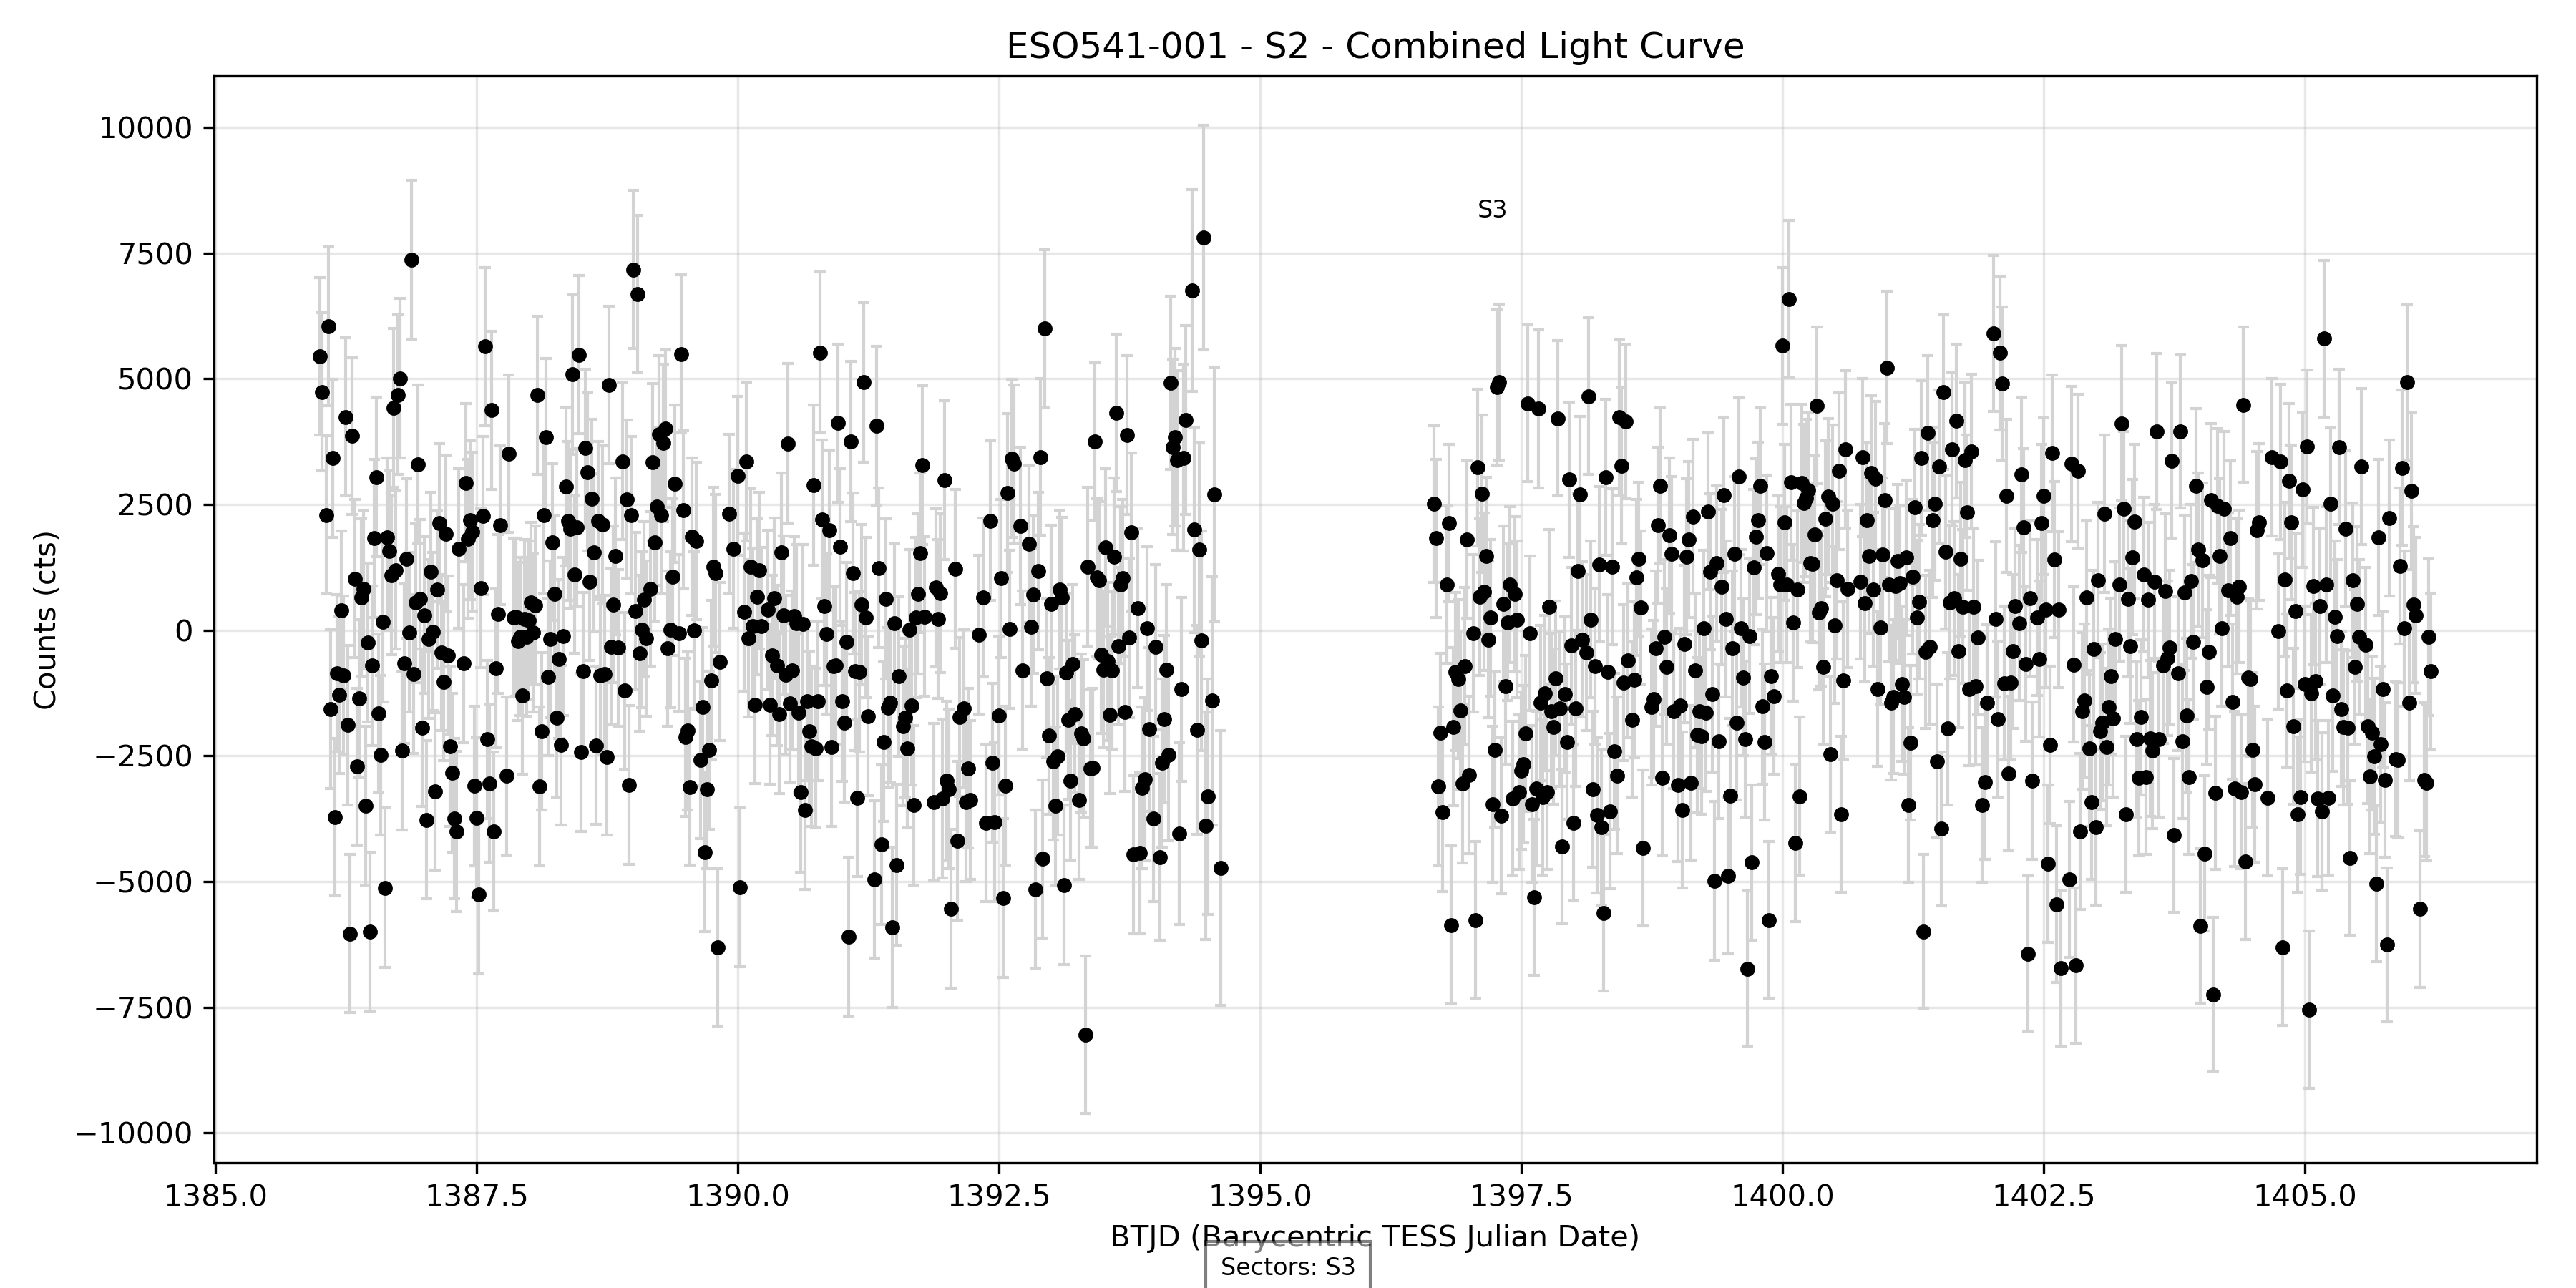 ESO541-001 - S2 - Combined Light Curve
Counts (cts)
10000
7500
5000
2500
0
−2500
−5000
−7500
−10000
S3
1385.0 1387.5 1390.0 1392.5 1395.0 1397.5 1400.0 1402.5 1405.0
BTJD (Barycentric TESS Julian Date)
Sectors: S3